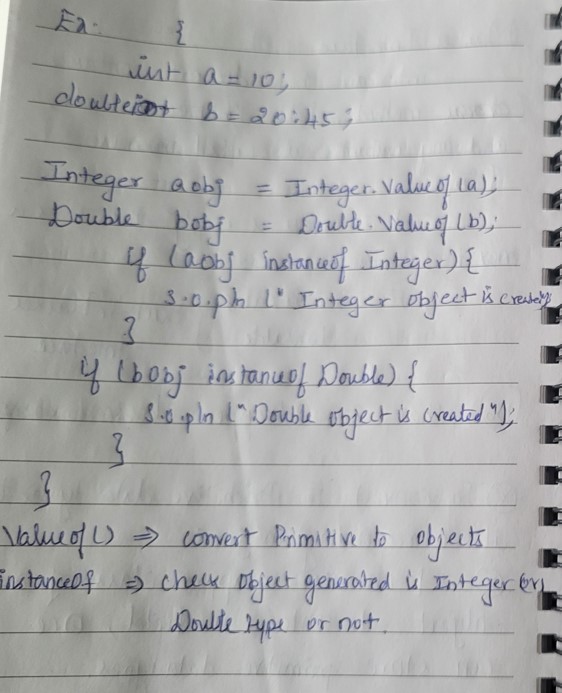 Ex: {
int a = 10;
double b = 20.45;
Integer aobj = Integer.Valueof(a);
Double bobj = Double.Valueof(b);
if (aobj instanceof Integer) {
S.o.pln (" Integer object is created");
}
if (bobj instanceof Double) {
S.o.pln (" Double object is created");
}
}
Valueof() => convert Primitive to objects
instanceof => check object generated is Integer (or)
Double type or not.